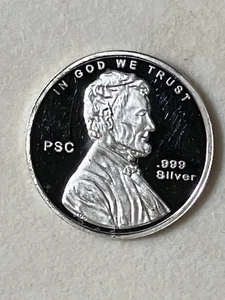 IN GOD WE TRUST
PSC
.999
Silver